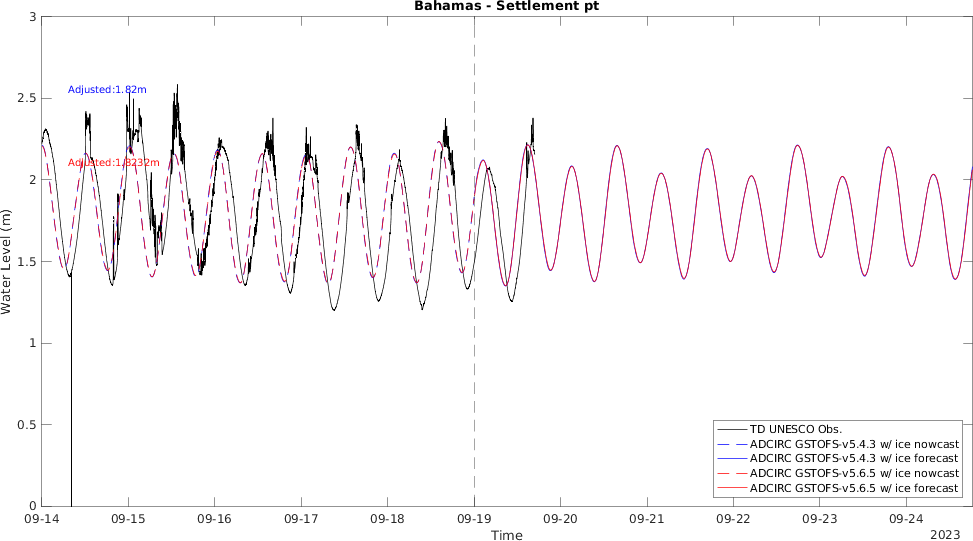 Bahamas - Settlement pt
3
2.5
2
1.5
1
0.5
0
Water Level (m)
Adjusted:1.82m
Adjusted:1.8232m
TD UNESCO Obs.
ADCIRC GSTOFS-v5.4.3 w/ ice nowcast
ADCIRC GSTOFS-v5.4.3 w/ ice forecast
ADCIRC GSTOFS-v5.6.5 w/ ice nowcast
ADCIRC GSTOFS-v5.6.5 w/ ice forecast
09-14 09-15 09-16 09-17 09-18 09-19 09-20 09-21 09-22 09-23 09-24
Time
2023